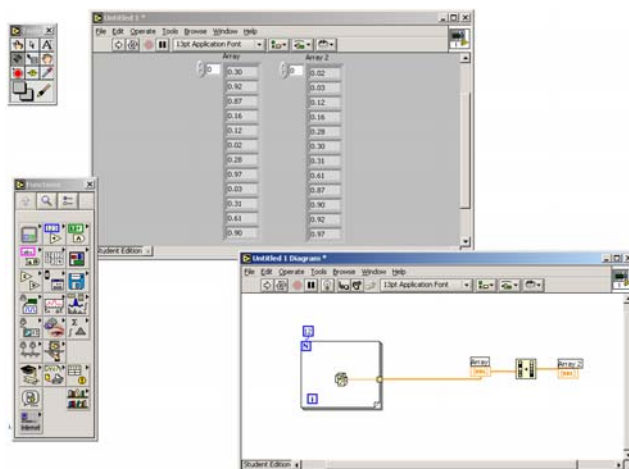 Untitled 1 *
File Edit Operate Tools Browse Window Help
13pt Application Font
Array Array 2
0 0.30 0 0.02
0.92 0.03
0.87 0.12
0.16 0.16
0.12 0.28
0.02 0.30
0.28 0.31
0.97 0.61
0.03 0.87
0.31 0.90
0.61 0.92
0.90 0.97
Student Edition
Functions
Internet
Untitled 1 Diagram *
File Edit Operate Tools Browse Window Help
13pt Application Font
12
N
Array Array 2
i
Student Edition